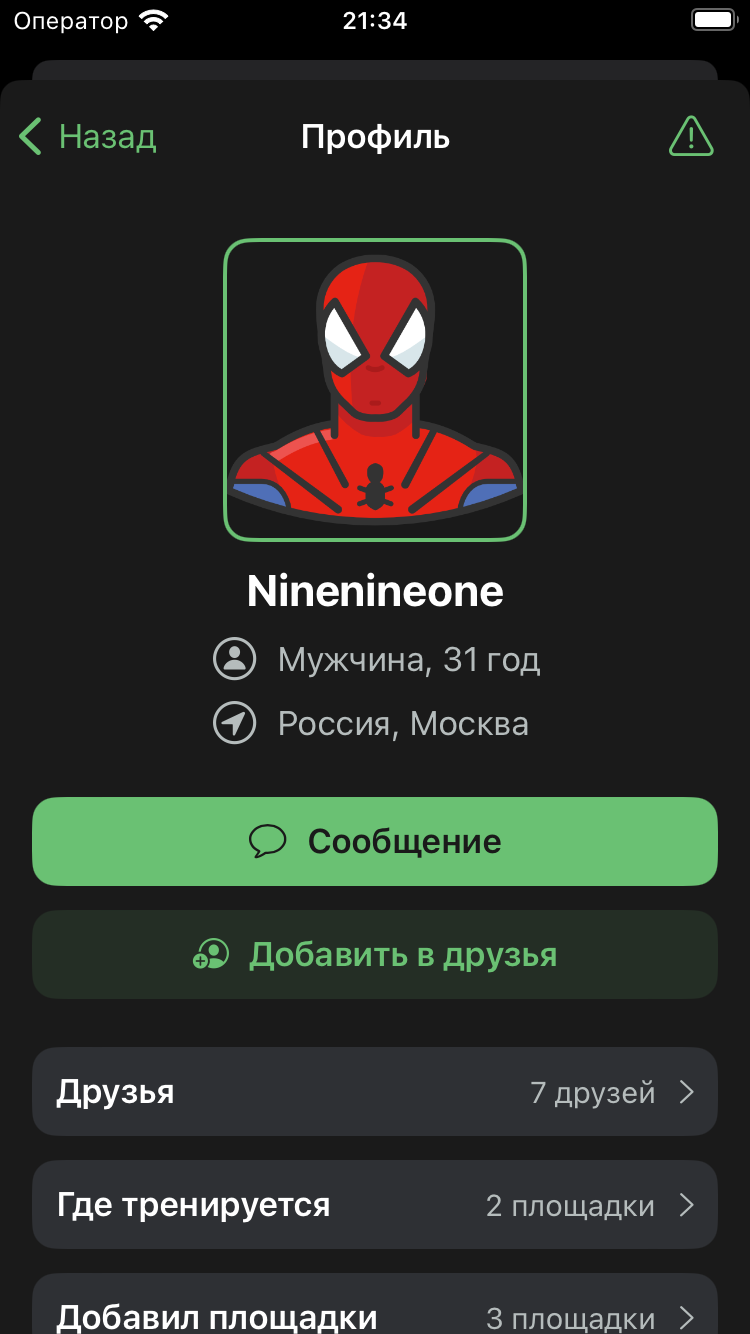 Оператор 21:34
Назад Профиль
Ninenineone
Мужчина, 31 год
Россия, Москва
Сообщение
Добавить в друзья
Друзья 7 друзей
Где тренируется 2 площадки
Добавил площадки 3 площадки